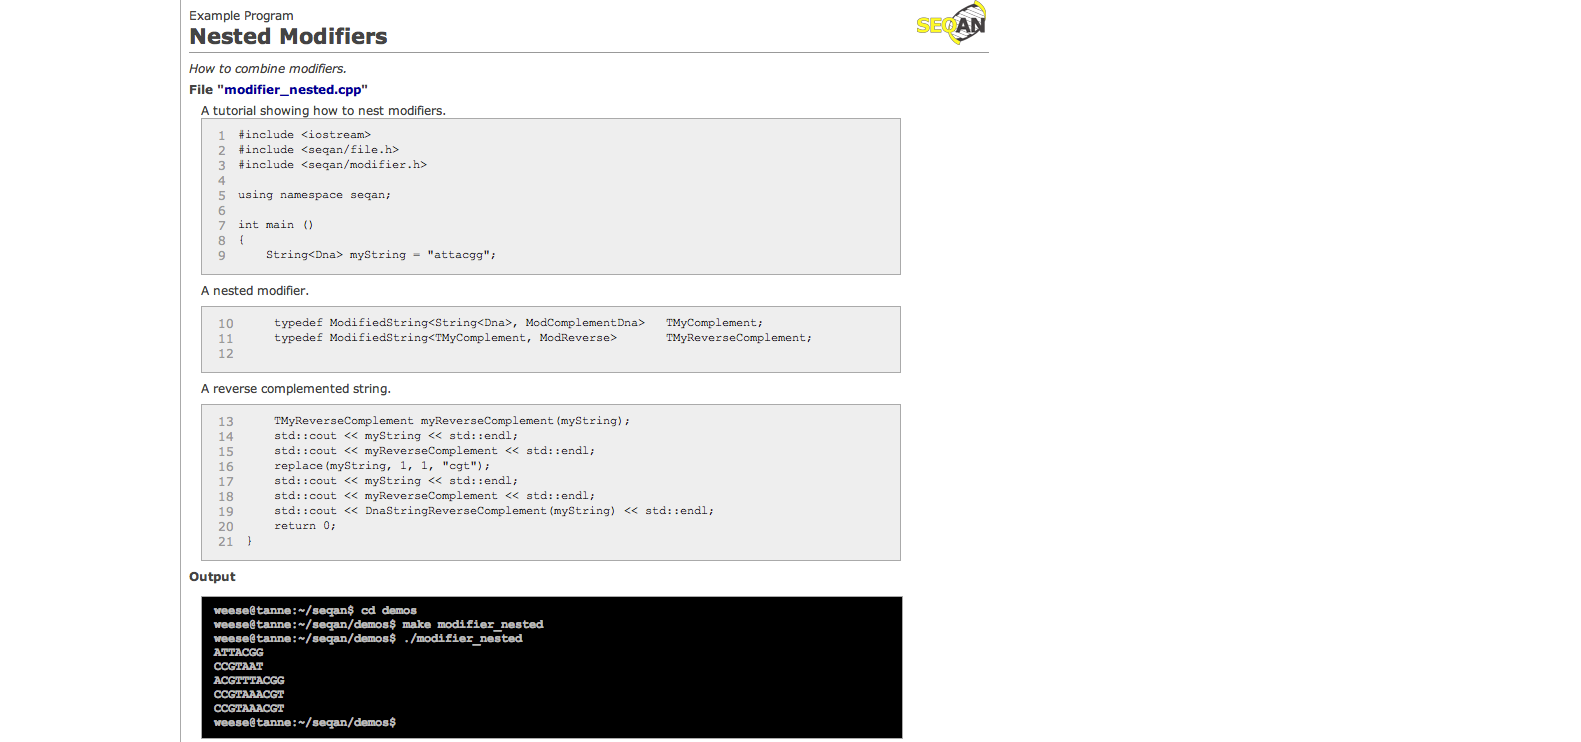 Example Program
SEQAN
Nested Modifiers
How to combine modifiers.
File "modifier_nested.cpp"
A tutorial showing how to nest modifiers.
1 #include <iostream>
2 #include <seqan/file.h>
3 #include <seqan/modifier.h>
4
5 using namespace seqan;
6
7 int main ()
8 {
9 String<Dna> myString = "attacgg";
A nested modifier.
10 typedef ModifiedString<String<Dna>, ModComplementDna> TMyComplement;
11 typedef ModifiedString<TMyComplement, ModReverse> TMyReverseComplement;
12
A reverse complemented string.
13 TMyReverseComplement myReverseComplement(myString);
14 std::cout << myString << std::endl;
15 std::cout << myReverseComplement << std::endl;
16 replace(myString, 1, 1, "cgt");
17 std::cout << myString << std::endl;
18 std::cout << myReverseComplement << std::endl;
19 std::cout << DnaStringReverseComplement(myString) << std::endl;
20 return 0;
21 }
Output
weese@tanne:~/seqan$ cd demos
weese@tanne:~/seqan/demos$ make modifier_nested
weese@tanne:~/seqan/demos$ ./modifier_nested
ATTACGG
CCGTAAT
ACGTTTACGG
CCGTAAACGT
CCGTAAACGT
weese@tanne:~/seqan/demos$